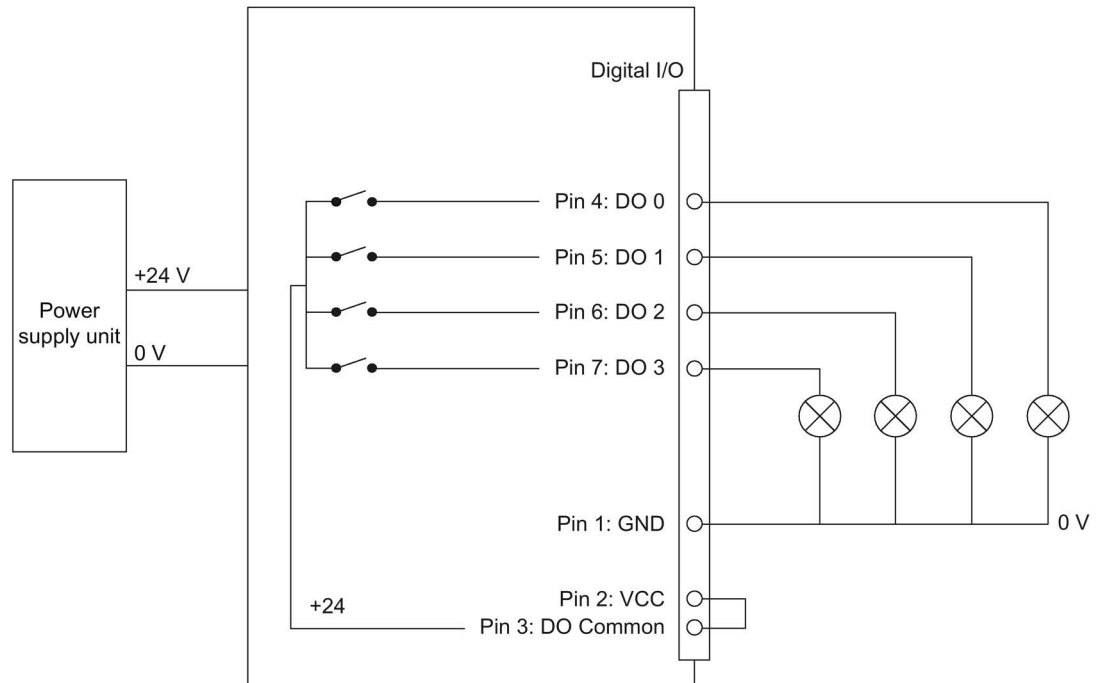 Digital I/O
Pin 4: DO 0
Pin 5: DO 1
+24 V
Power
supply unit
Pin 6: DO 2
0 V
Pin 7: DO 3
Pin 1: GND
0 V
Pin 2: VCC
+24
Pin 3: DO Common